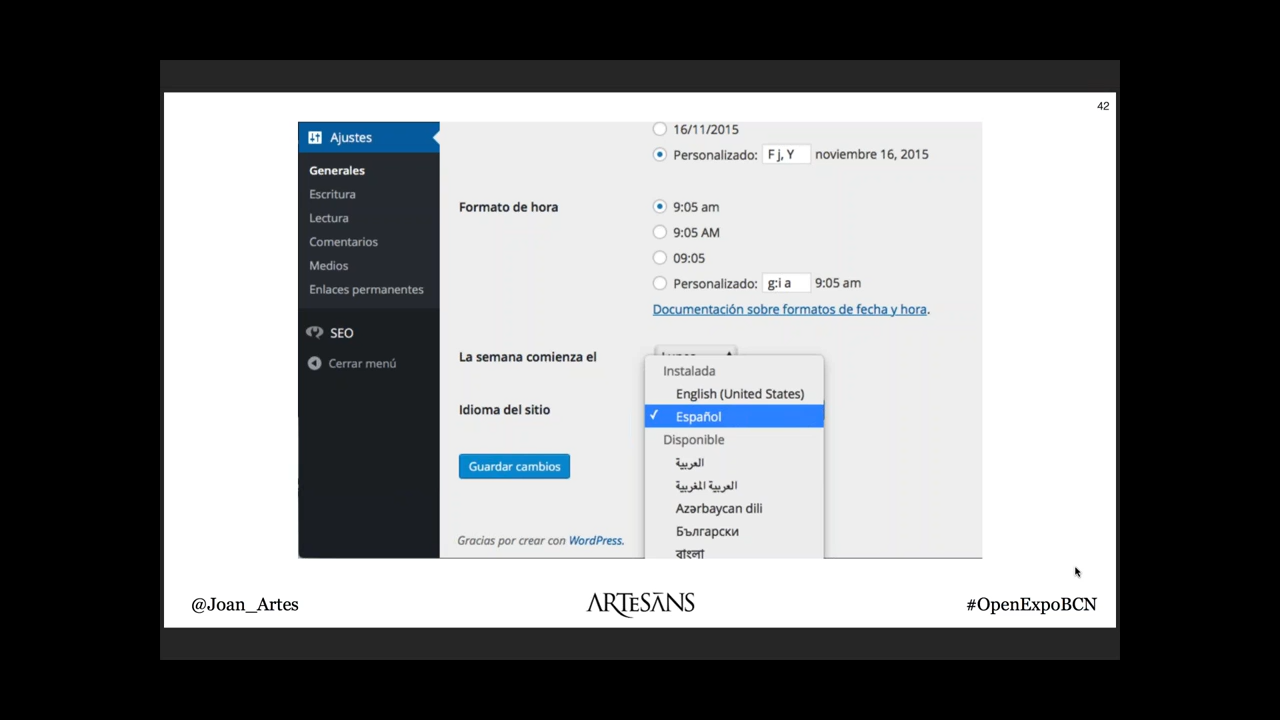 42
Ajustes
Generales
Escritura
Lectura
Comentarios
Medios
Enlaces permanentes
SEO
Cerrar menú
16/11/2015
Personalizado: F j, Y noviembre 16, 2015
Formato de hora
9:05 am
9:05 AM
09:05
Personalizado: g:i a 9:05 am
Documentación sobre formatos de fecha y hora.
La semana comienza el
Idioma del sitio
Instalada
English (United States)
✓ Español
Disponible
العربية
العربية المغربية
Azərbaycan dili
Български
বাংলা
Guardar cambios
Gracias por crear con WordPress.
@Joan_Artes
ARTESANS
#OpenExpoBCN